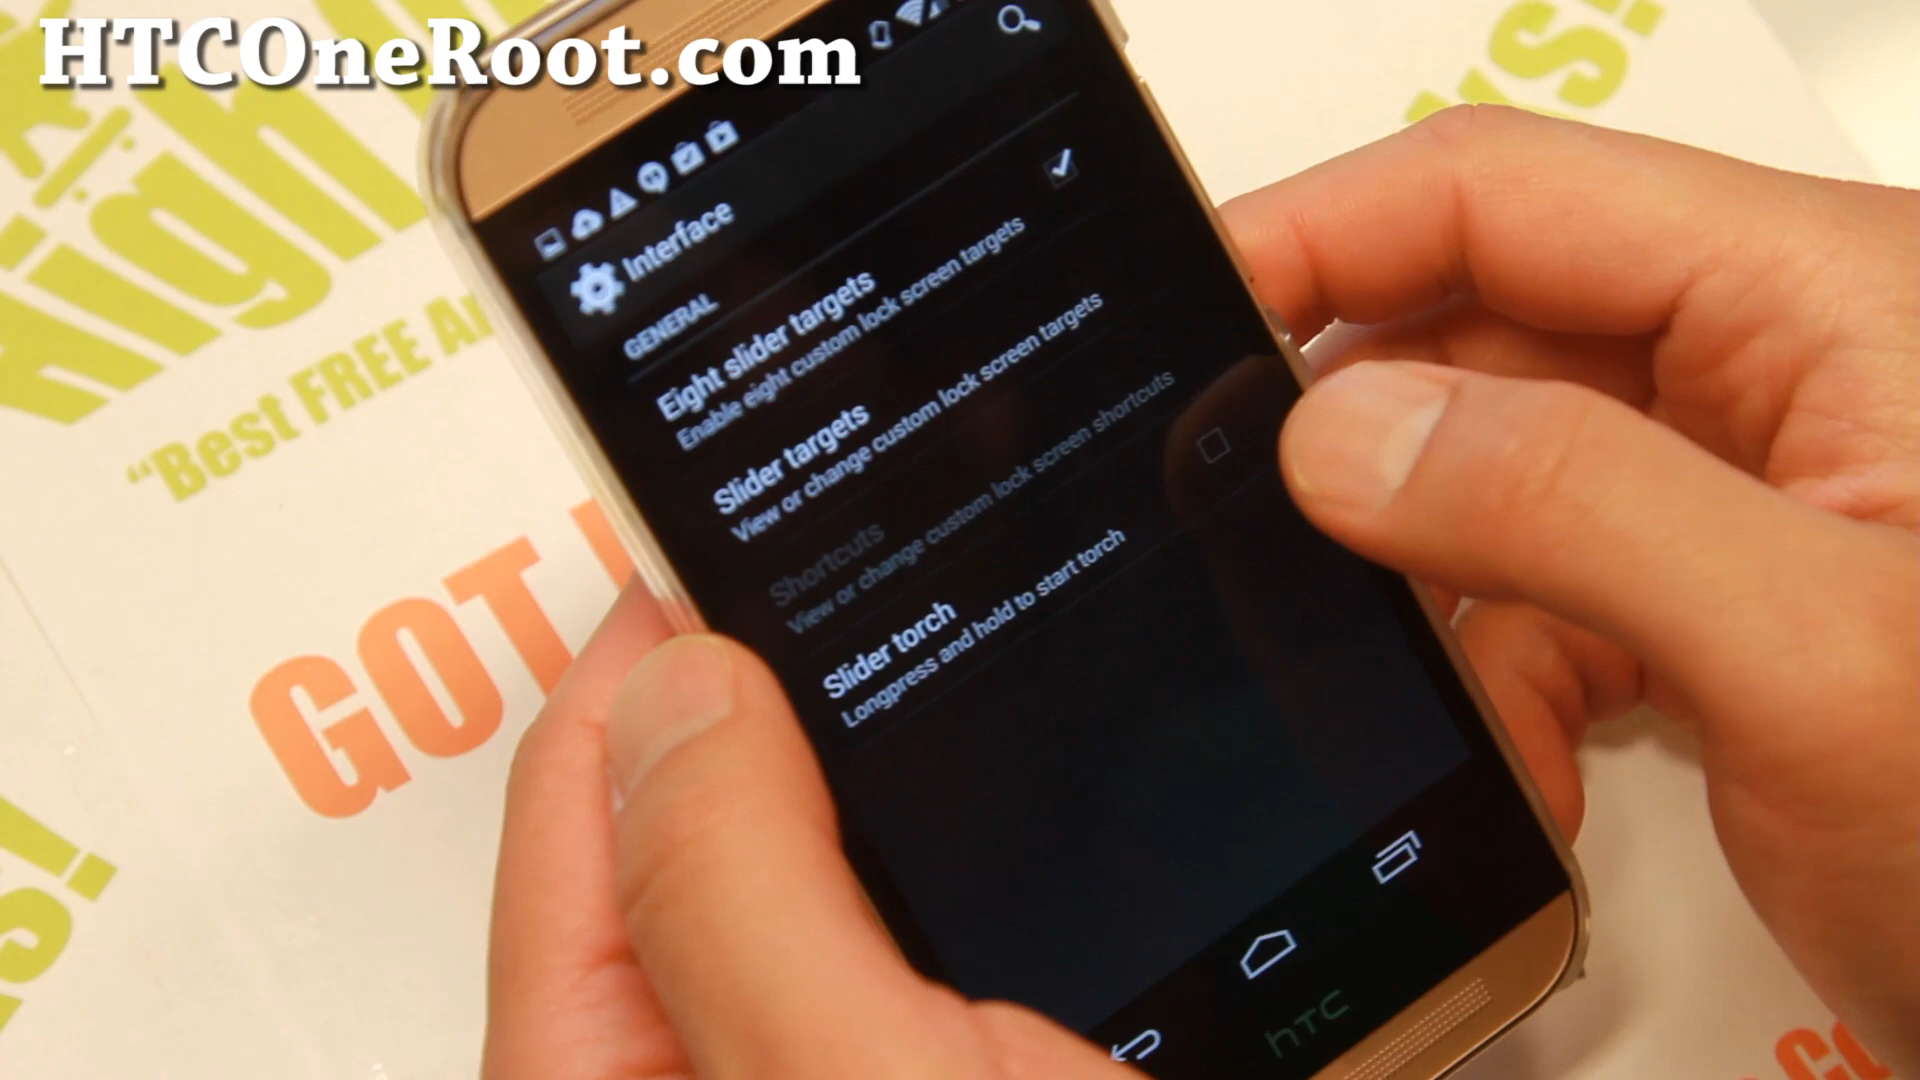 HTCOneRoot.com
High
"Best FREE
GOT
Interface
GENERAL
Eight slider targets
Enable eight custom lock screen targets
Slider targets
View or change custom lock screen targets
Shortcuts
View or change custom lock screen shortcuts
Slider torch
Longpress and hold to start torch
hTC